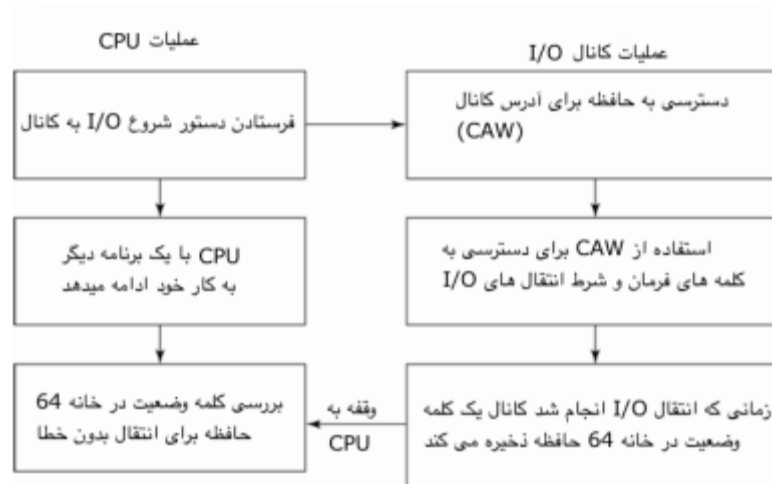 عملیات CPU
عملیات کانال I/O
فرستادن دستور شروع I/O به کانال
دسترسی به حافظه برای آدرس کانال
(CAW)
CPU با یک برنامه دیگر
به کار خود ادامه میدهد
استفاده از CAW برای دسترسی به
کلمه های فرمان و شرط انتقال های I/O
بررسی کلمه وضعیت در خانه 64
حافظه برای انتقال بدون خطا
وقفه به
CPU
زمانی که انتقال I/O انجام شد کانال یک کلمه
وضعیت در خانه 64 حافظه ذخیره می کند